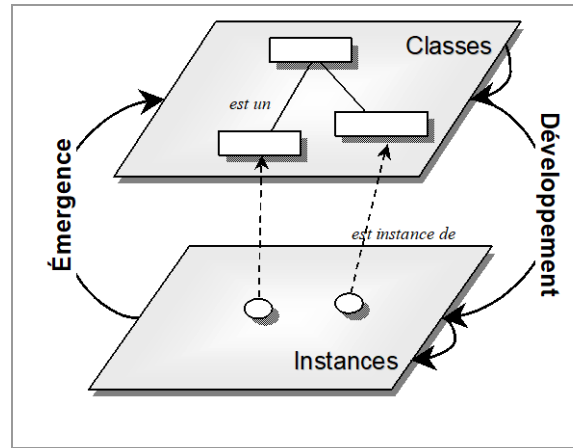 Classes
est un
Émergence
Développement
est instance de
Instances